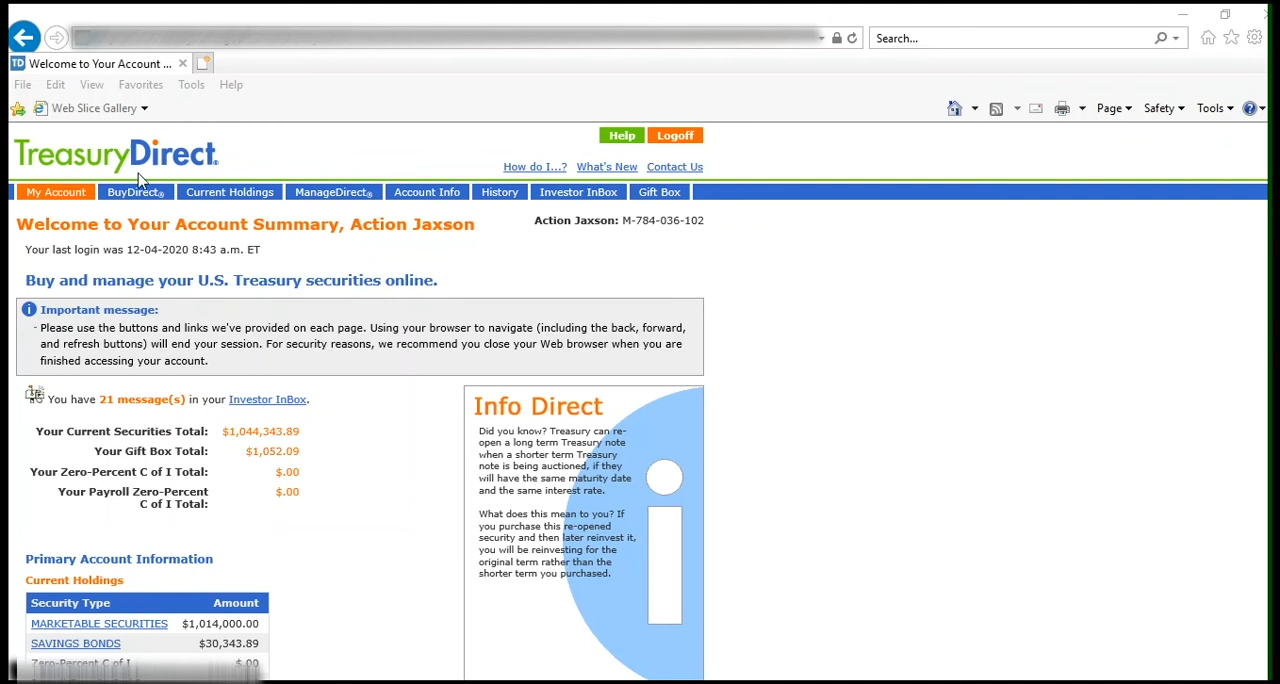 Search...
TD Welcome to Your Account ...
File Edit View Favorites Tools Help
Web Slice Gallery
Page Safety Tools
Help Logoff
TreasuryDirect®
How do I...? What's New Contact Us
My Account BuyDirect® Current Holdings ManageDirect® Account Info History Investor InBox Gift Box
Welcome to Your Account Summary, Action Jaxson
Action Jaxson: M-784-036-102
Your last login was 12-04-2020 8:43 a.m. ET
Buy and manage your U.S. Treasury securities online.
Important message:
- Please use the buttons and links we've provided on each page. Using your browser to navigate (including the back, forward,
and refresh buttons) will end your session. For security reasons, we recommend you close your Web browser when you are
finished accessing your account.
You have 21 message(s) in your Investor InBox.
Your Current Securities Total: $1,044,343.89
Your Gift Box Total: $1,052.09
Your Zero-Percent C of I Total: $.00
Your Payroll Zero-Percent
C of I Total: $.00
Info Direct
Did you know? Treasury can re-
open a long term Treasury note
when a shorter term Treasury
note is being auctioned, if they
will have the same maturity date
and the same interest rate.
What does this mean to you? If
you purchase this re-opened
security and then later reinvest it,
you will be reinvesting for the
original term rather than the
shorter term you purchased.
Primary Account Information
Current Holdings
Security Type Amount
MARKETABLE SECURITIES $1,014,000.00
SAVINGS BONDS $30,343.89
Zero-Percent C of I $.00